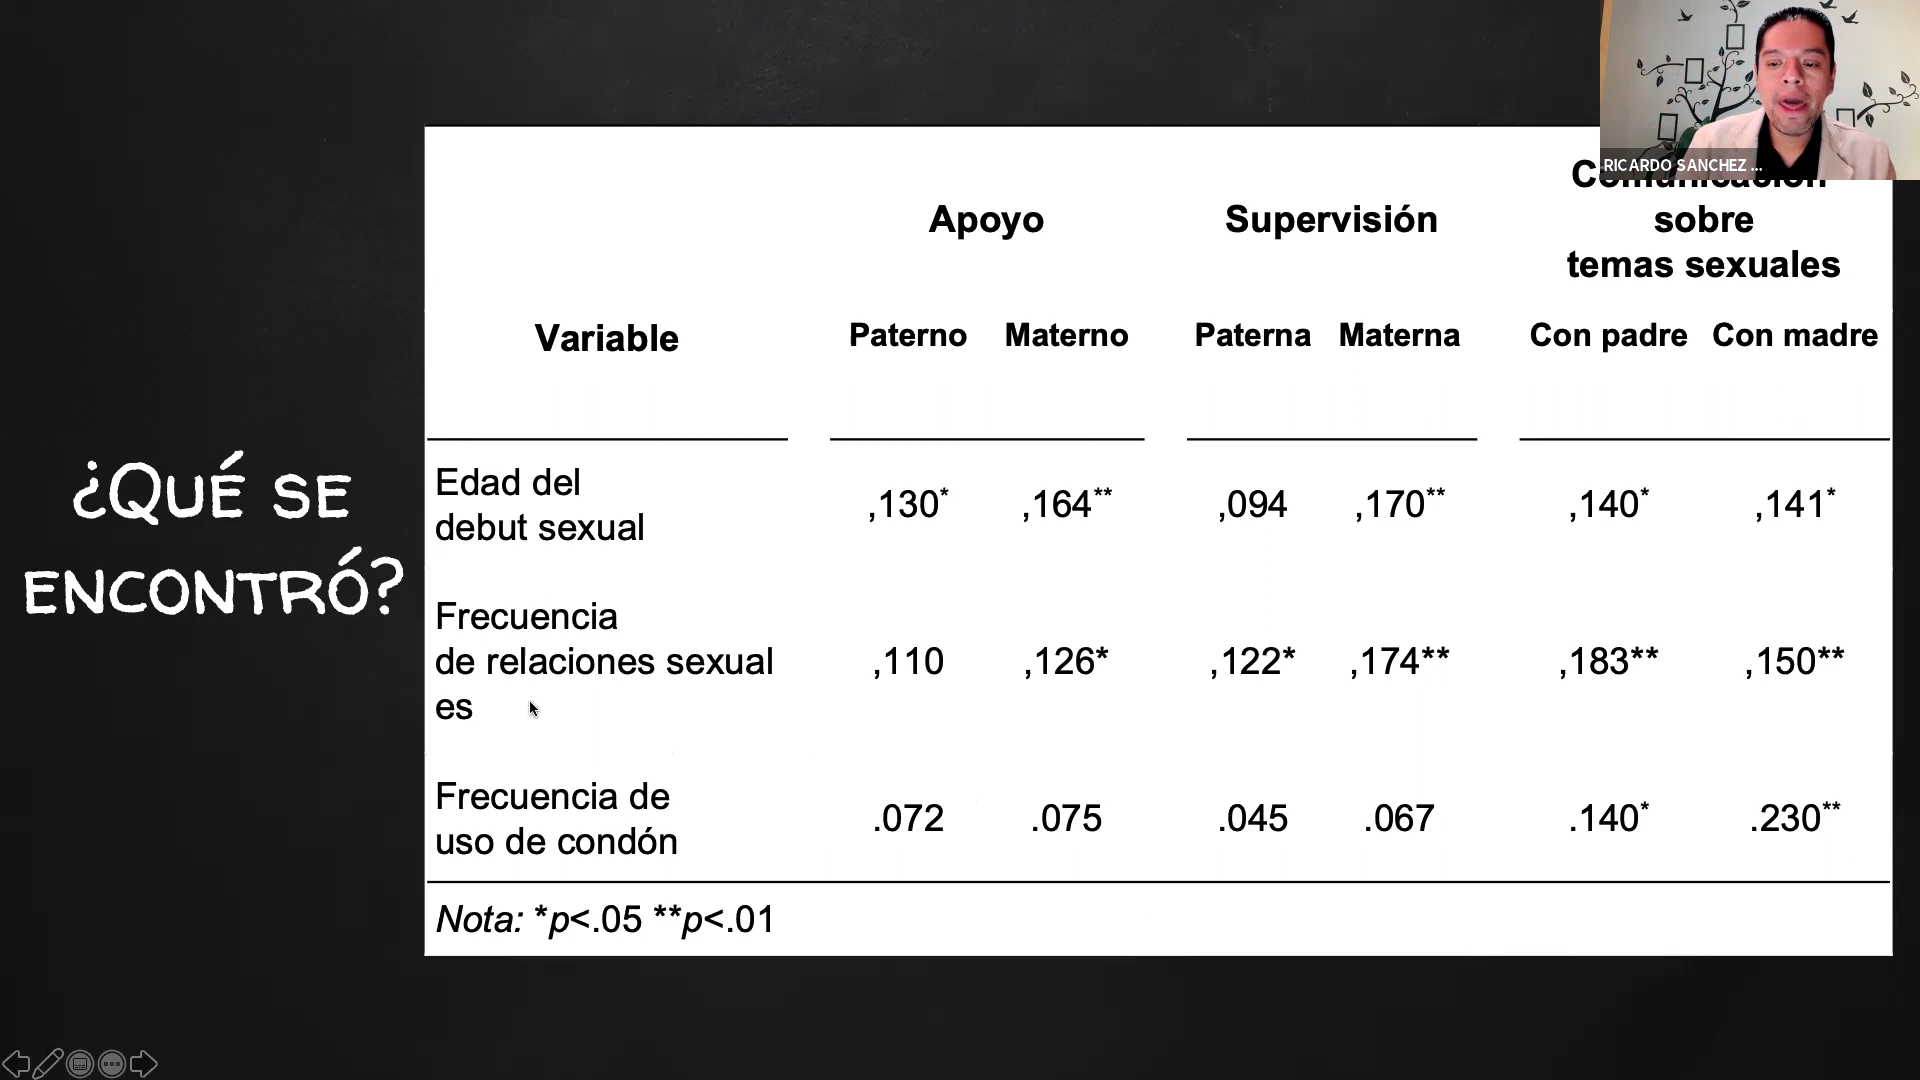 ¿QUÉ SE
ENCONTRÓ?
RICARDO SANCHEZ ...
Apoyo
Supervisión
Comunicación
sobre
temas sexuales
Variable
Paterno Materno Paterna Materna Con padre Con madre
Edad del
debut sexual
,130* ,164** ,094 ,170** ,140* ,141*
Frecuencia
de relaciones sexual
es
,110 ,126* ,122* ,174** ,183** ,150**
Frecuencia de
uso de condón
.072 .075 .045 .067 .140* .230**
Nota: *p<.05 **p<.01